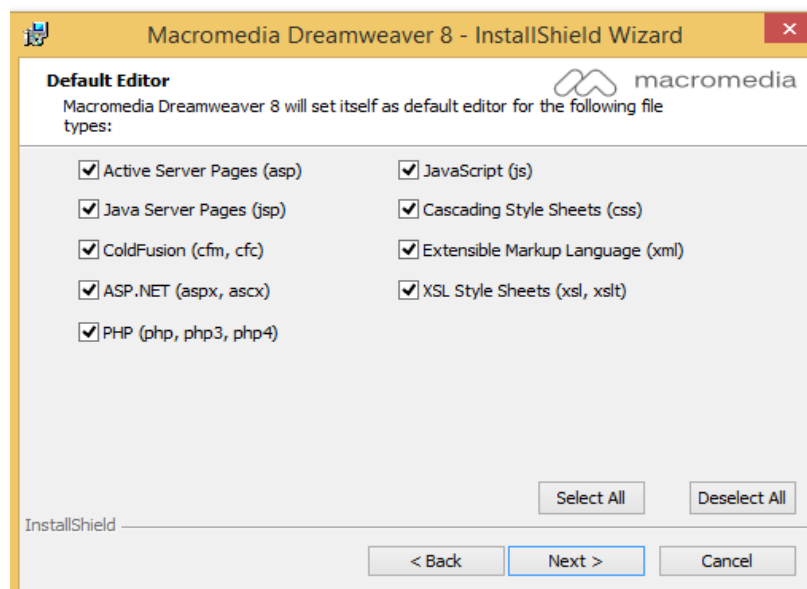 Macromedia Dreamweaver 8 - InstallShield Wizard
Default Editor
macromedia
Macromedia Dreamweaver 8 will set itself as default editor for the following file
types:
Active Server Pages (asp)
JavaScript (js)
Java Server Pages (jsp)
Cascading Style Sheets (css)
ColdFusion (cfm, cfc)
Extensible Markup Language (xml)
ASP.NET (aspx, ascx)
XSL Style Sheets (xsl, xslt)
PHP (php, php3, php4)
Select All
Deselect All
InstallShield
< Back
Next >
Cancel